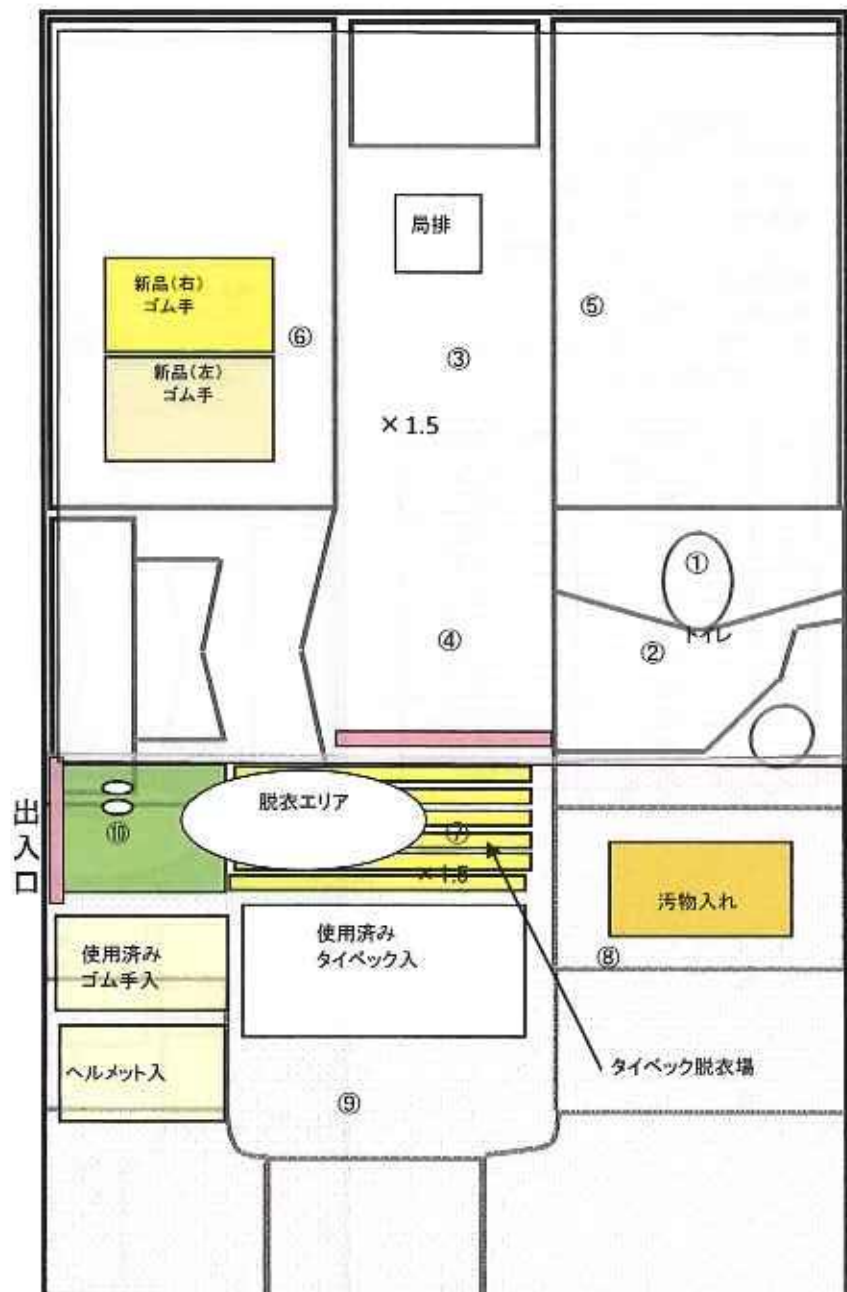 局排
新品(右)
ゴム手
⑥
⑤
③
新品(左)
ゴム手
×1.5
①
トイレ
④
②
出入口
脱衣エリア
⑩
⑦
×1.5
汚物入れ
使用済み
ゴム手入
使用済み
タイベック入
⑧
ヘルメット入
タイベック脱衣場
⑨